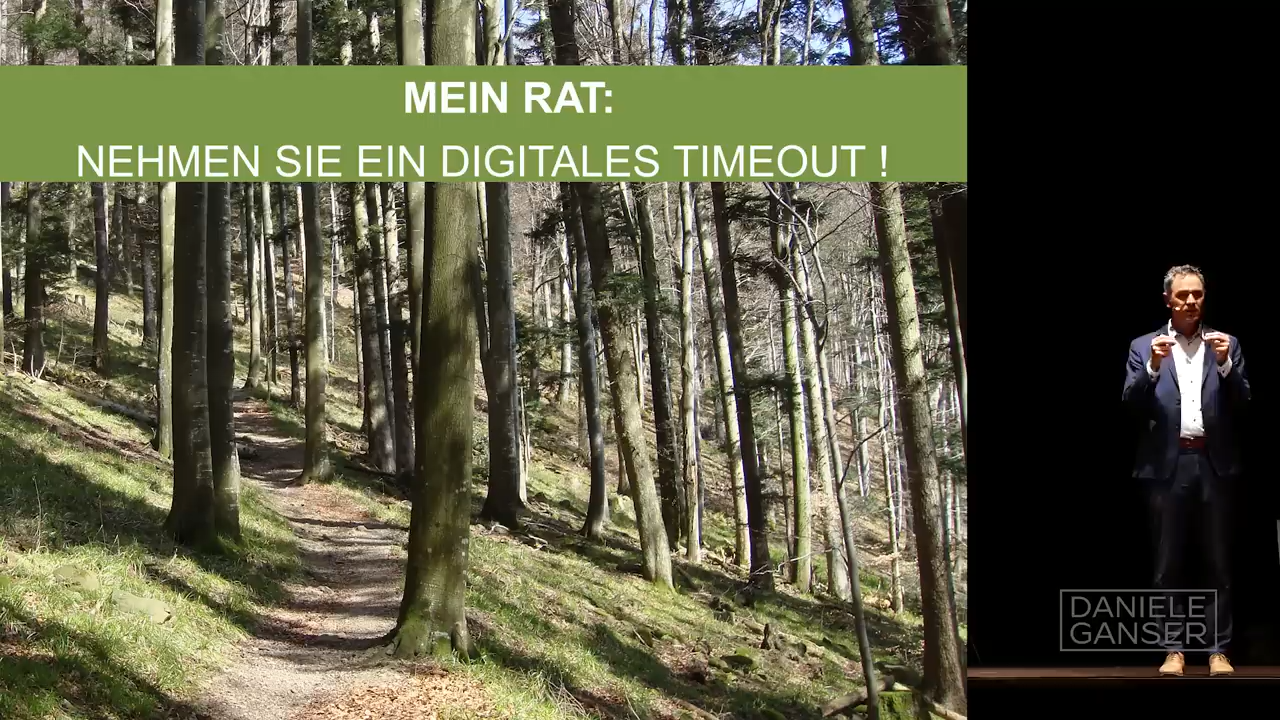 MEIN RAT:
NEHMEN SIE EIN DIGITALES TIMEOUT !
DANIELE
GANSER